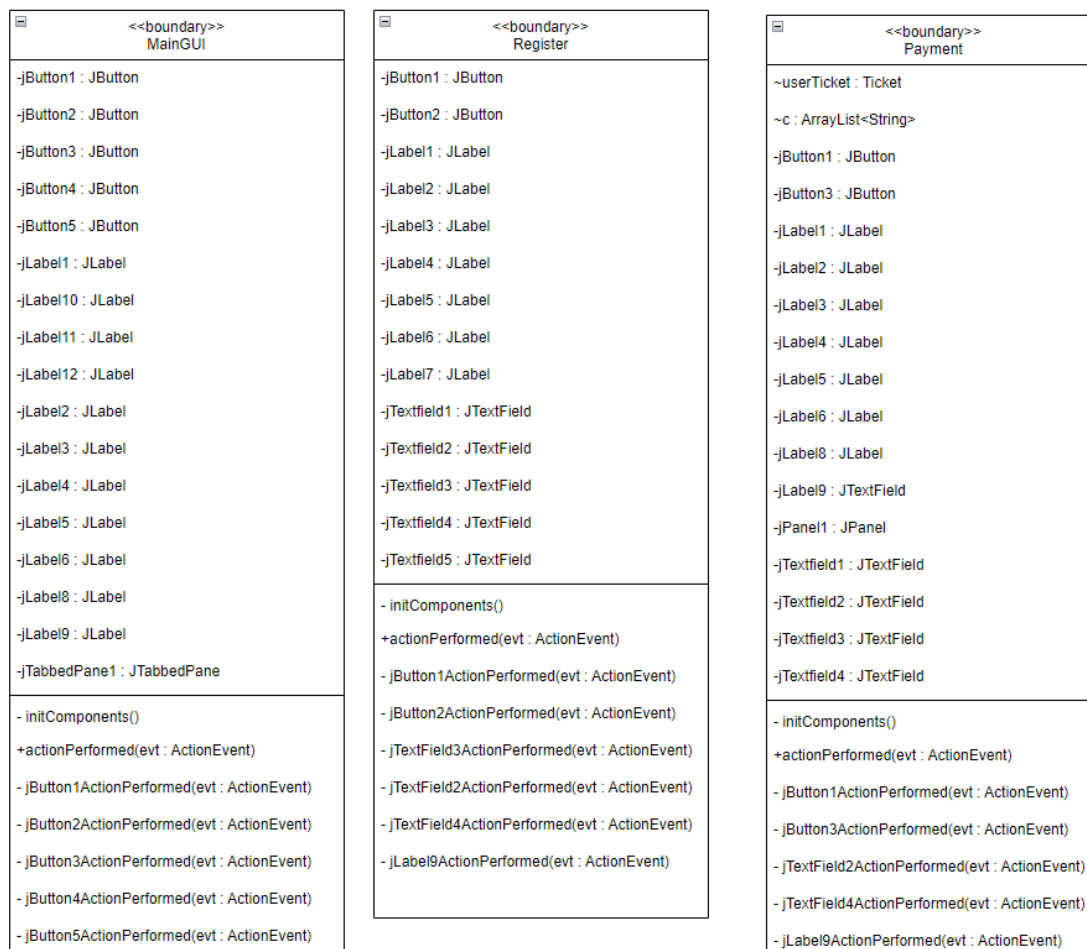 <<boundary>>
MainGUI
-jButton1 : JButton
-jButton2 : JButton
-jButton3 : JButton
-jButton4 : JButton
-jButton5 : JButton
-jLabel1 : JLabel
-jLabel10 : JLabel
-jLabel11 : JLabel
-jLabel12 : JLabel
-jLabel2 : JLabel
-jLabel3 : JLabel
-jLabel4 : JLabel
-jLabel5 : JLabel
-jLabel6 : JLabel
-jLabel8 : JLabel
-jLabel9 : JLabel
-jTabbedPane1 : JTabbedPane
- initComponents()
+actionPerformed(evt : ActionEvent)
- jButton1ActionPerformed(evt : ActionEvent)
- jButton2ActionPerformed(evt : ActionEvent)
- jButton3ActionPerformed(evt : ActionEvent)
- jButton4ActionPerformed(evt : ActionEvent)
- jButton5ActionPerformed(evt : ActionEvent)
<<boundary>>
Register
-jButton1 : JButton
-jButton2 : JButton
-jLabel1 : JLabel
-jLabel2 : JLabel
-jLabel3 : JLabel
-jLabel4 : JLabel
-jLabel5 : JLabel
-jLabel6 : JLabel
-jLabel7 : JLabel
-jTextfield1 : JTextField
-jTextfield2 : JTextField
-jTextfield3 : JTextField
-jTextfield4 : JTextField
-jTextfield5 : JTextField
- initComponents()
+actionPerformed(evt : ActionEvent)
- jButton1ActionPerformed(evt : ActionEvent)
- jButton2ActionPerformed(evt : ActionEvent)
- jTextField3ActionPerformed(evt : ActionEvent)
- jTextField2ActionPerformed(evt : ActionEvent)
- jTextField4ActionPerformed(evt : ActionEvent)
- jLabel9ActionPerformed(evt : ActionEvent)
<<boundary>>
Payment
~userTicket : Ticket
~c : ArrayList<String>
-jButton1 : JButton
-jButton3 : JButton
-jLabel1 : JLabel
-jLabel2 : JLabel
-jLabel3 : JLabel
-jLabel4 : JLabel
-jLabel5 : JLabel
-jLabel6 : JLabel
-jLabel8 : JLabel
-jLabel9 : JTextField
-jPanel1 : JPanel
-jTextfield1 : JTextField
-jTextfield2 : JTextField
-jTextfield3 : JTextField
-jTextfield4 : JTextField
- initComponents()
+actionPerformed(evt : ActionEvent)
- jButton1ActionPerformed(evt : ActionEvent)
- jButton3ActionPerformed(evt : ActionEvent)
- jTextField2ActionPerformed(evt : ActionEvent)
- jTextField4ActionPerformed(evt : ActionEvent)
- jLabel9ActionPerformed(evt : ActionEvent)